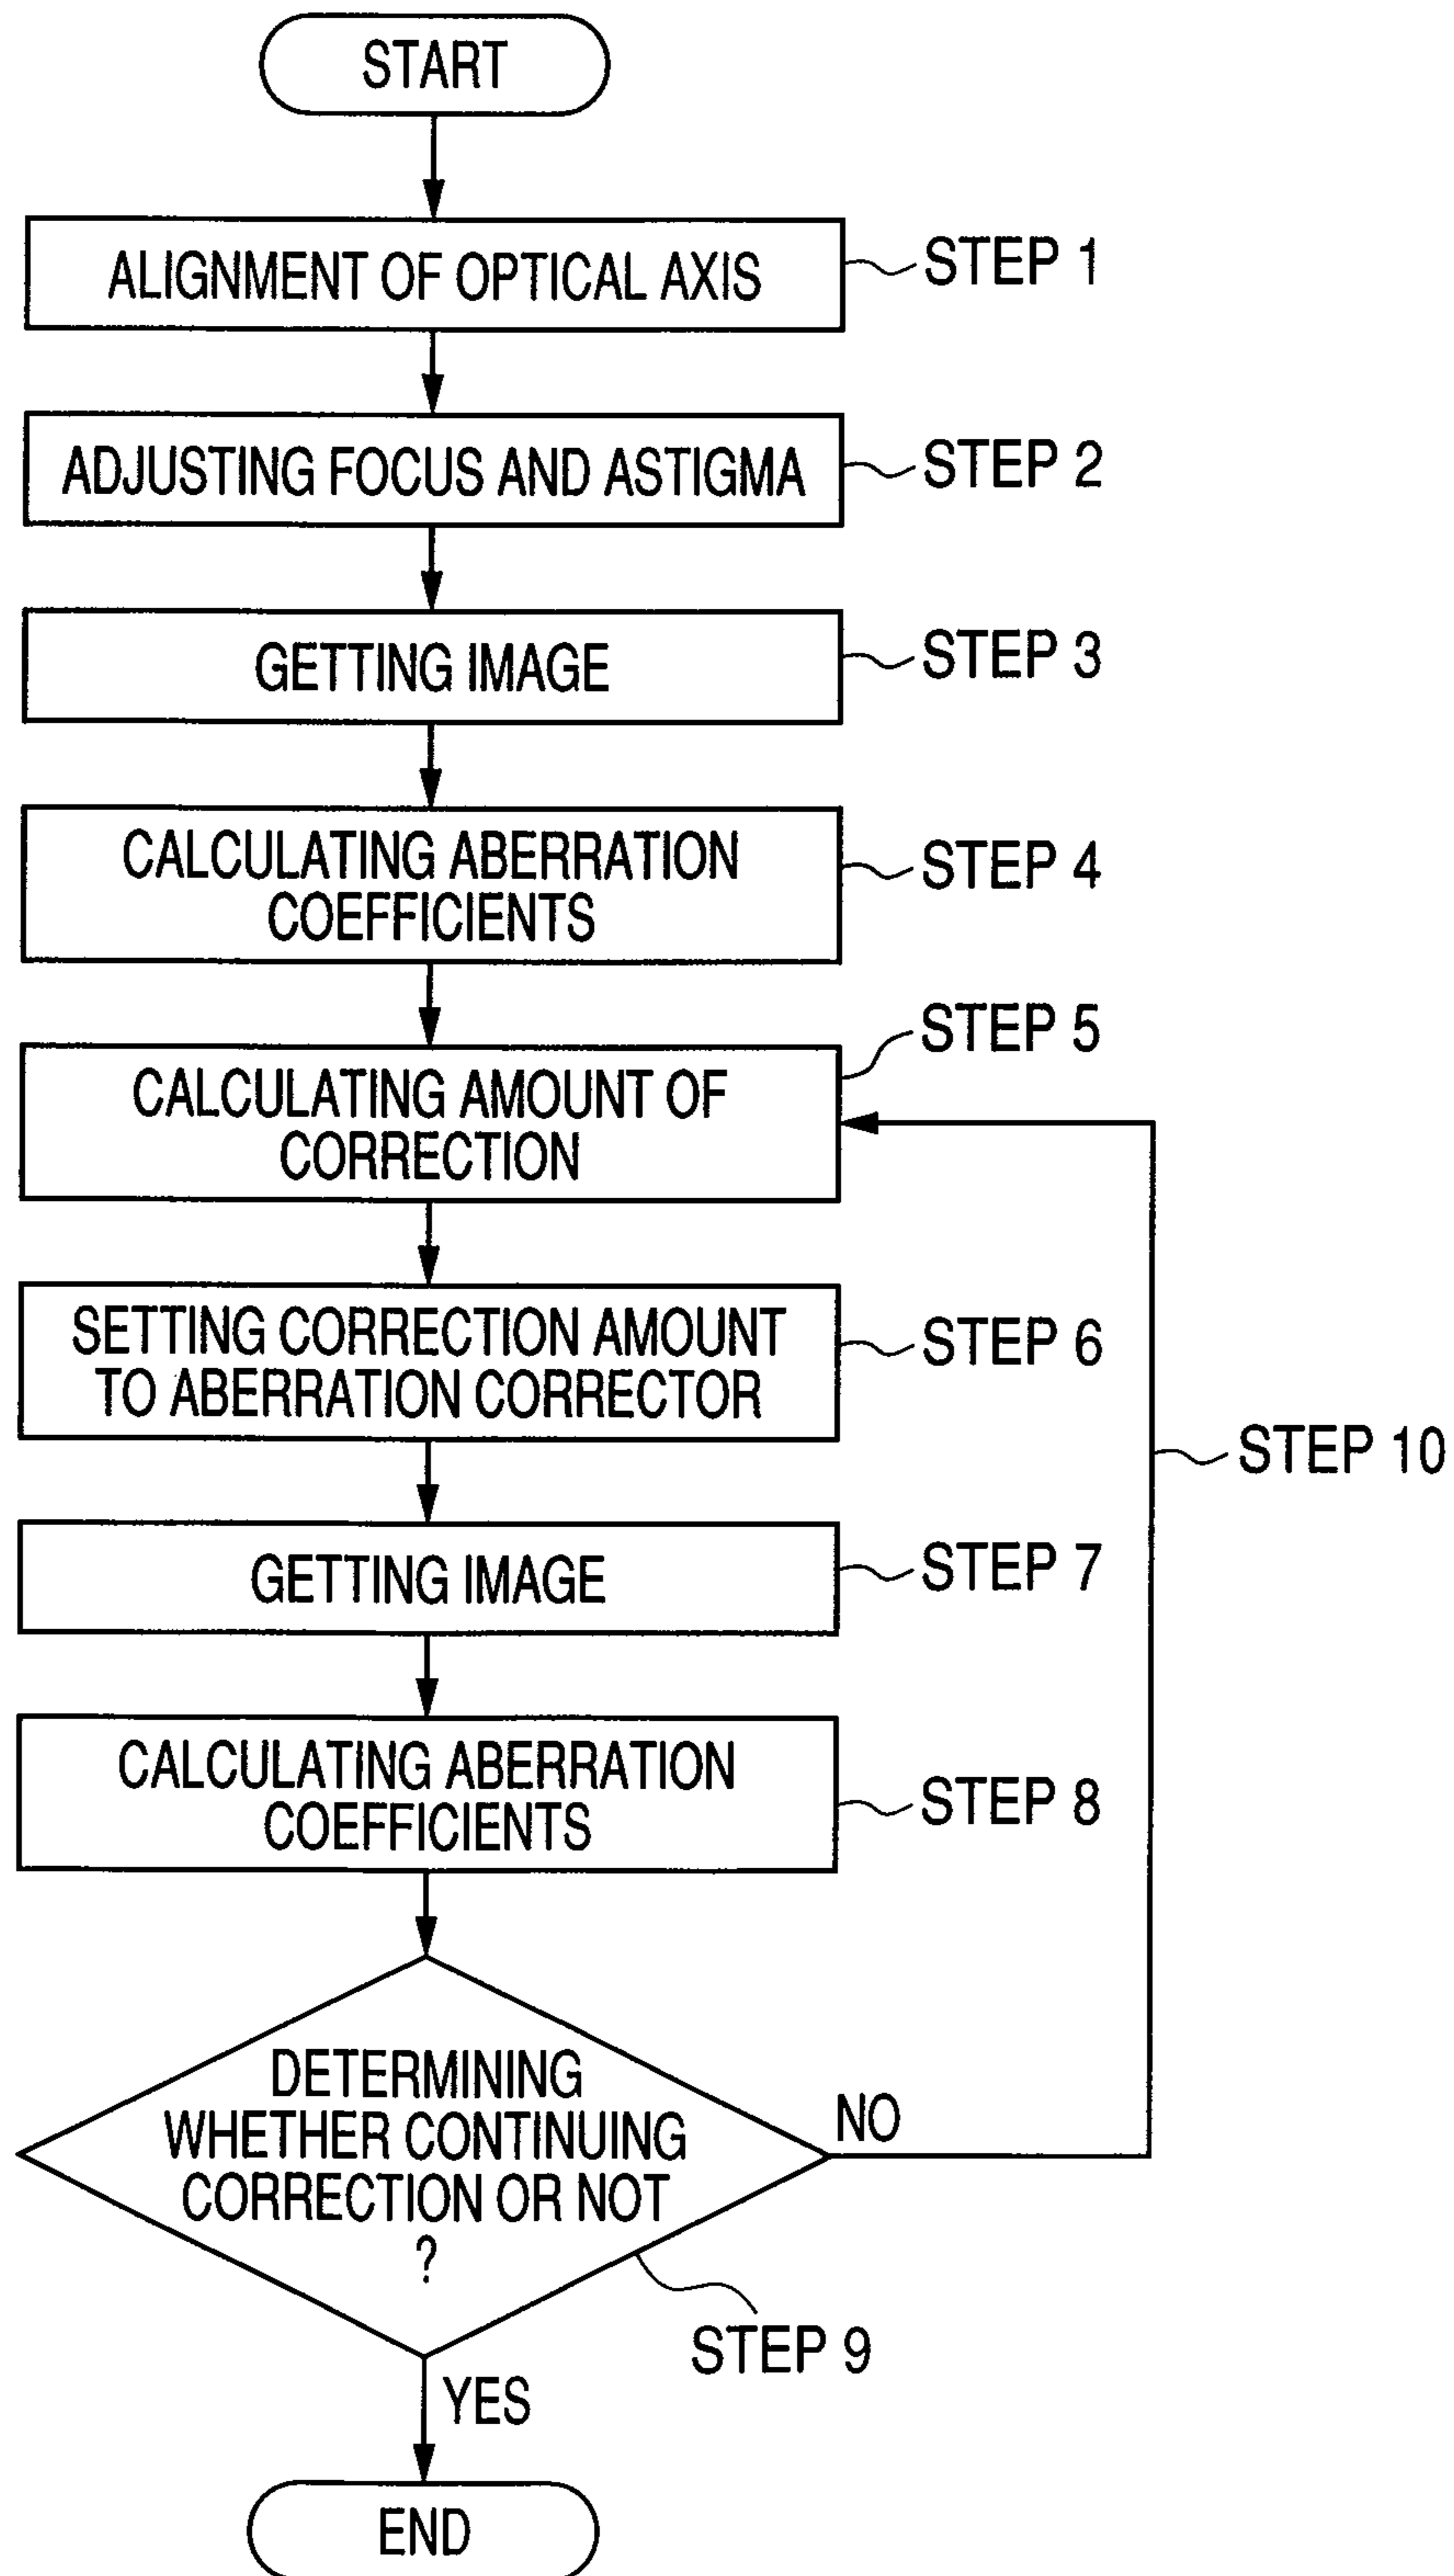 START
ALIGNMENT OF OPTICAL AXIS
STEP 1
ADJUSTING FOCUS AND ASTIGMA
STEP 2
GETTING IMAGE
STEP 3
CALCULATING ABERRATION
COEFFICIENTS
STEP 4
CALCULATING AMOUNT OF
CORRECTION
STEP 5
SETTING CORRECTION AMOUNT
TO ABERRATION CORRECTOR
STEP 6
STEP 10
GETTING IMAGE
STEP 7
CALCULATING ABERRATION
COEFFICIENTS
STEP 8
DETERMINING
WHETHER CONTINUING
CORRECTION OR NOT
?
NO
STEP 9
YES
END